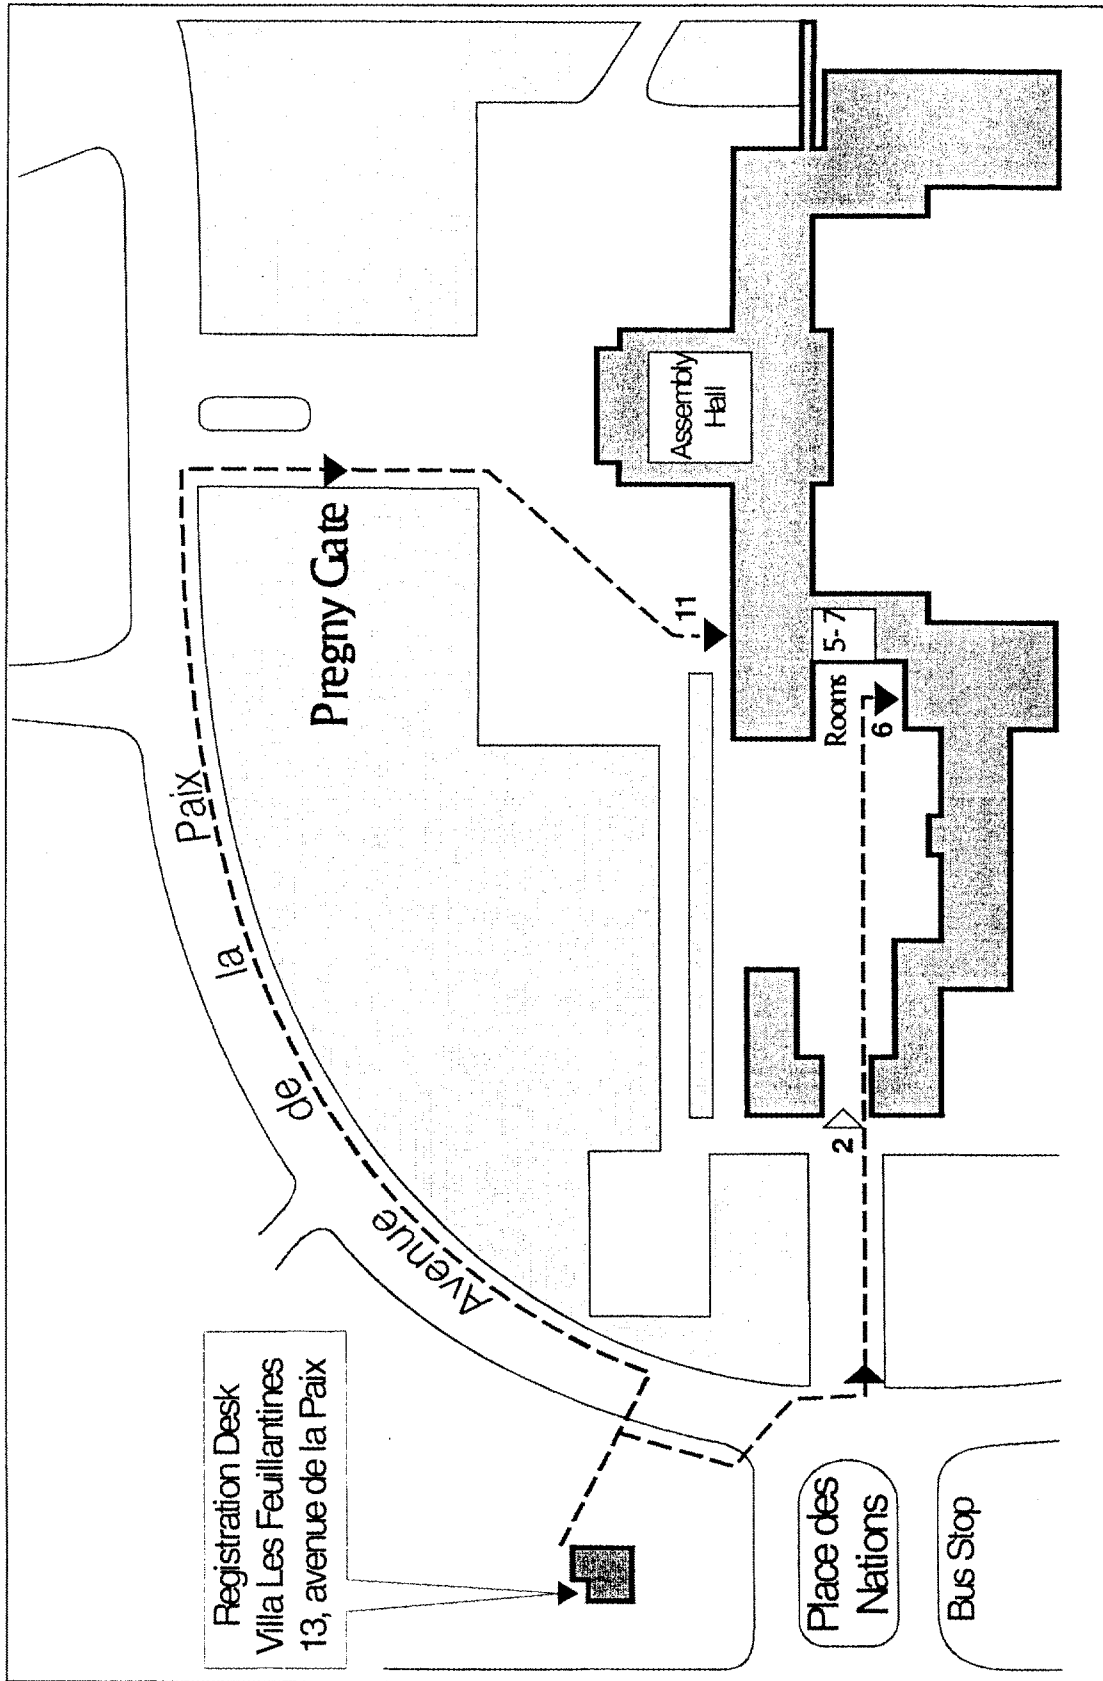 Registration Desk
Villa Les Feuillantines
13, avenue de la Paix
Avenue de la Paix
Pregny Gate
11
Assembly
Hall
Rooms 5-7
6
2
Place des
Nations
Bus Stop